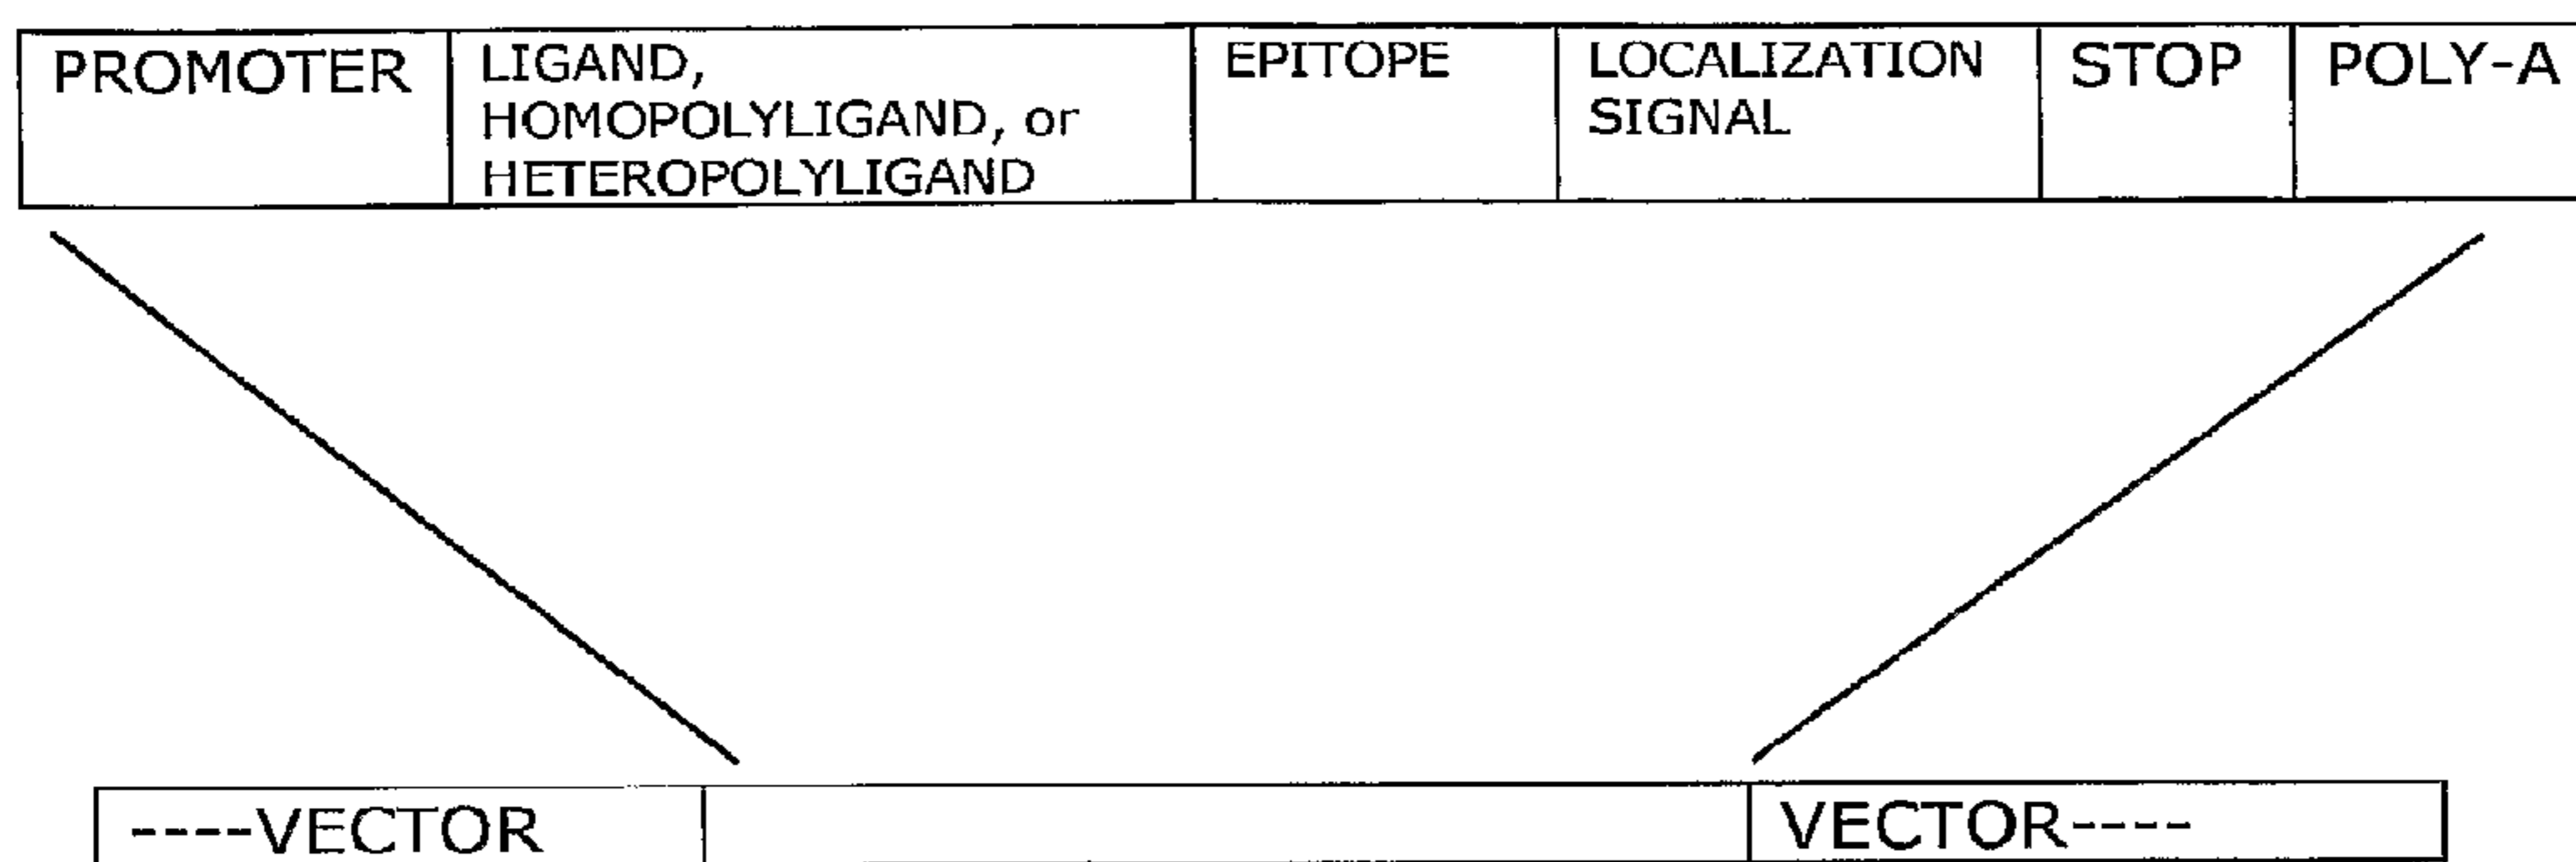 PROMOTER
LIGAND,
HOMOPOLYLIGAND, or
HETEROPOLYLIGAND
EPITOPE
LOCALIZATION
SIGNAL
STOP
POLY-A
----VECTOR
VECTOR----